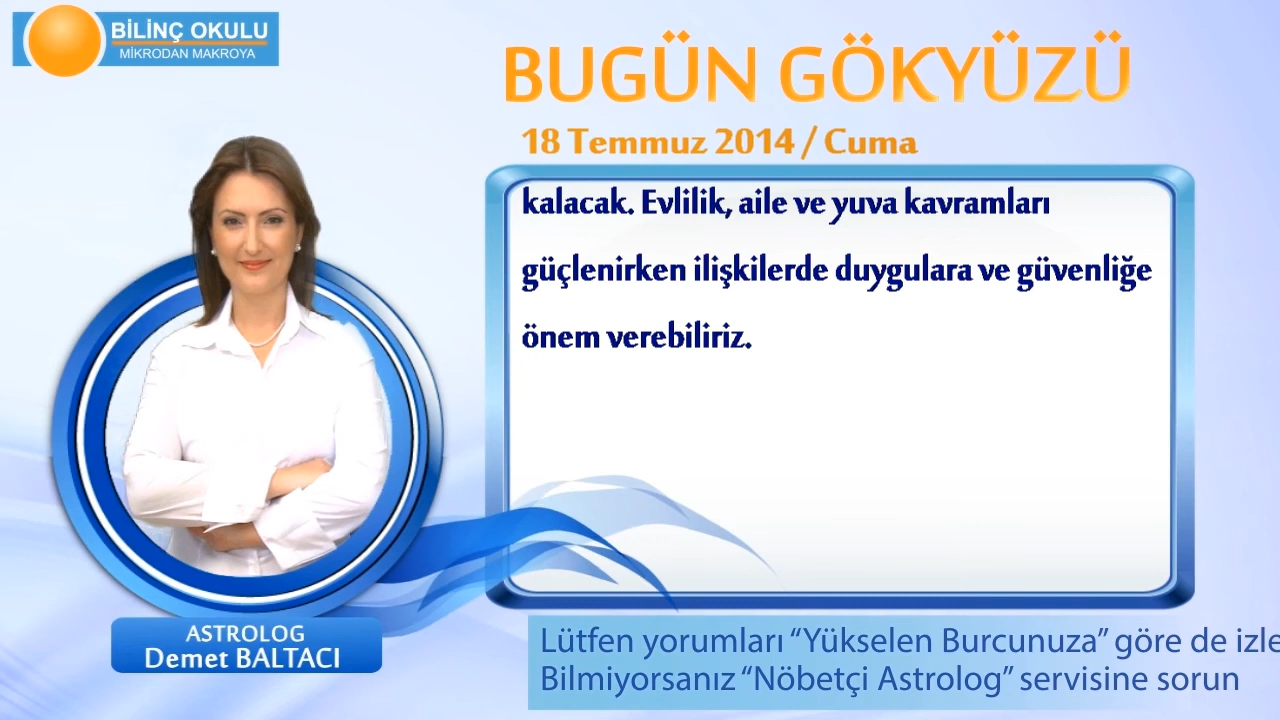 BİLİNÇ OKULU
MİKRODAN MAKROYA
BUGÜN GÖKYÜZÜ
18 Temmuz 2014 / Cuma
kalacak. Evlilik, aile ve yuva kavramları
güçlenirken ilişkilerde duygulara ve güvenliğe
önem verebiliriz.
ASTROLOG
Demet BALTACI
Lütfen yorumları “Yükselen Burcunuza” göre de izle
Bilmiyorsanız “Nöbetçi Astrolog” servisine sorun